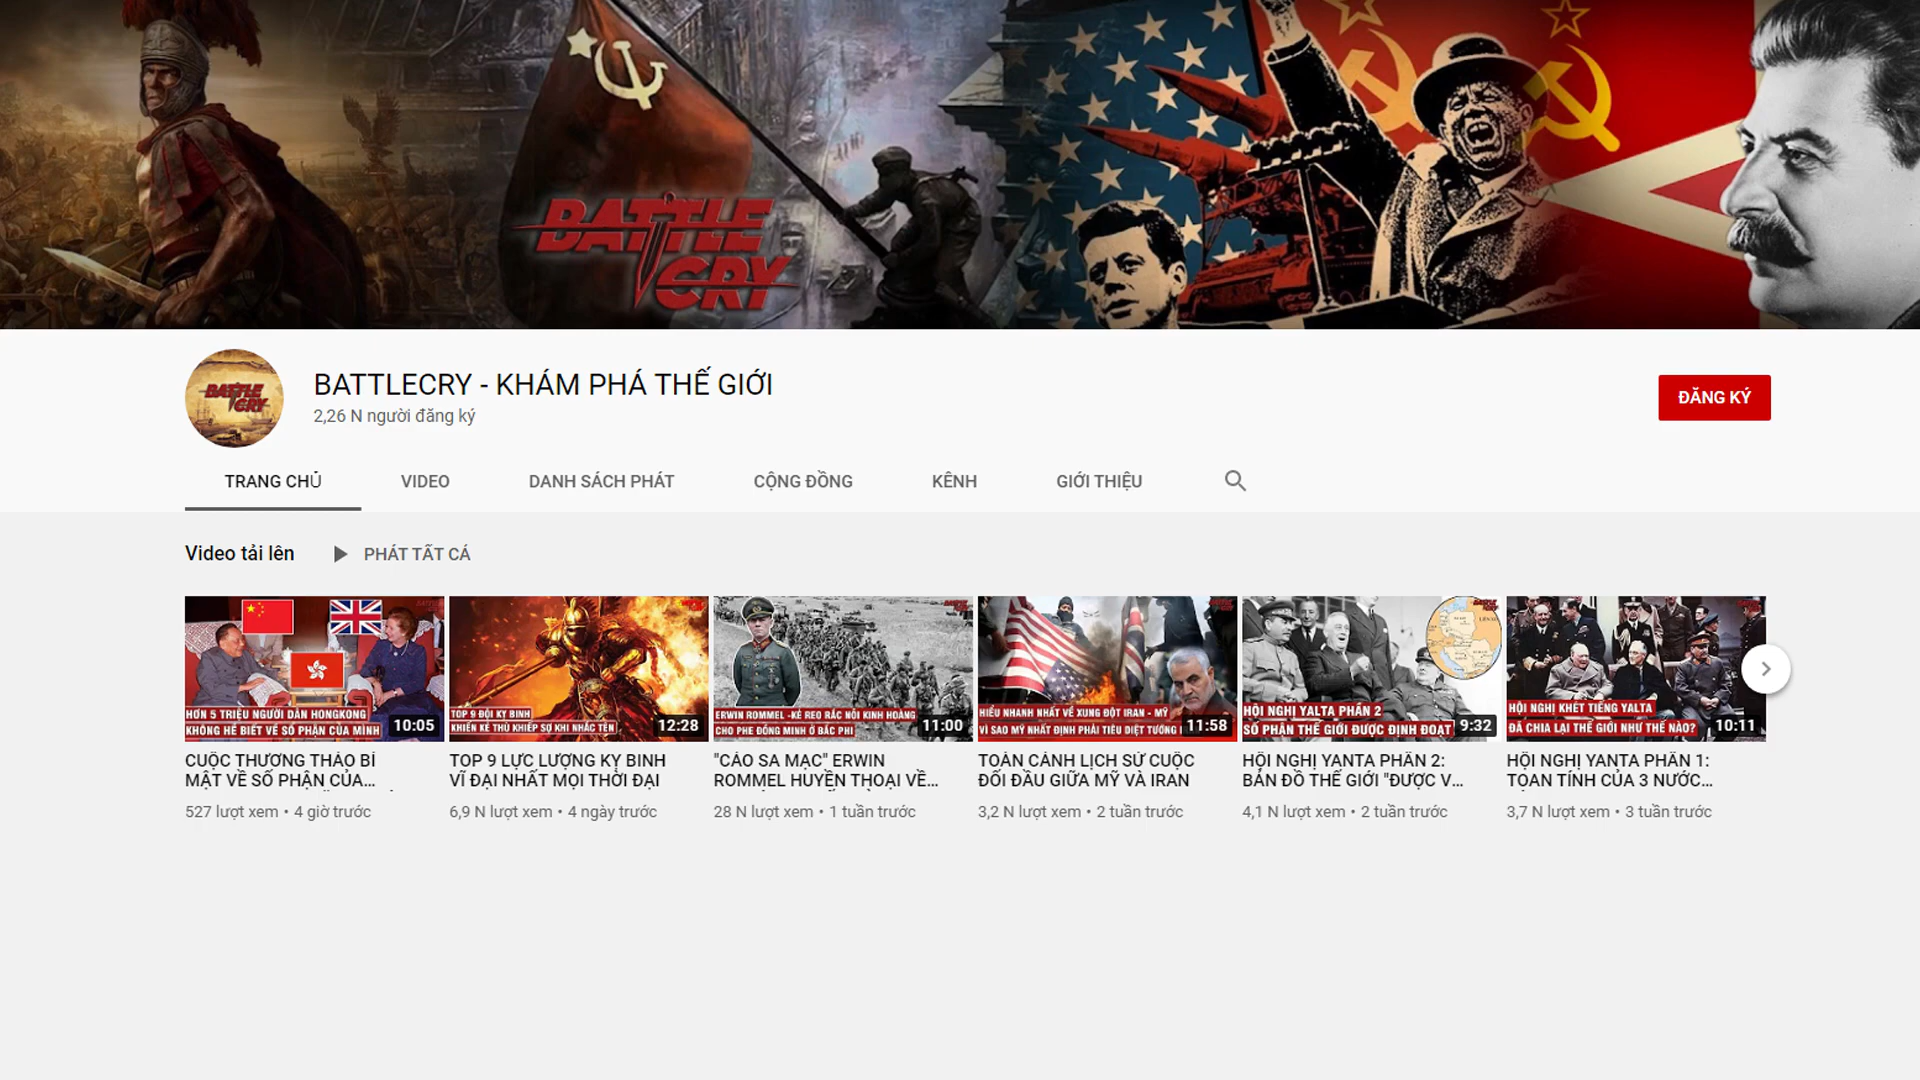 BATTLE
CRY
BATTLE
CRY
BATTLECRY - KHÁM PHÁ THẾ GIỚI
2,26 N người đăng ký
ĐĂNG KÝ
TRANG CHỦ
VIDEO
DANH SÁCH PHÁT
CỘNG ĐỒNG
KÊNH
GIỚI THIỆU
Video tải lên
PHÁT TẤT CẢ
HƠN 5 TRIỆU NGƯỜI DÂN HONGKONG
KHÔNG HỀ BIẾT VỀ SỐ PHẬN CỦA MÌNH
10:05
CUỘC THƯƠNG THẢO BÍ
MẬT VỀ SỐ PHẬN CỦA...
527 lượt xem • 4 giờ trước
TOP 9 ĐỘI KỴ BINH
KHIẾN KẺ THÙ KHIẾP SỢ KHI NHẮC TÊN
12:28
TOP 9 LỰC LƯỢNG KỴ BINH
VĨ ĐẠI NHẤT MỌI THỜI ĐẠI
6,9 N lượt xem • 4 ngày trước
ERWIN ROMMEL -KẺ REO RẮC NỖI KINH HOÀNG
CHO PHE ĐỒNG MINH Ở BẮC PHI
11:00
"CÁO SA MẠC" ERWIN
ROMMEL HUYỀN THOẠI VỀ...
28 N lượt xem • 1 tuần trước
HIỂU NHANH NHẤT VỀ XUNG ĐỘT IRAN - MỸ
VÌ SAO MỸ NHẤT ĐỊNH PHẢI TIÊU DIỆT TƯỚNG
11:58
TOÀN CẢNH LỊCH SỬ CUỘC
ĐỐI ĐẦU GIỮA MỸ VÀ IRAN
3,2 N lượt xem • 2 tuần trước
HỘI NGHỊ YALTA PHẦN 2
SỐ PHẬN THẾ GIỚI ĐƯỢC ĐỊNH ĐOẠT
9:32
HỘI NGHỊ YANTA PHẦN 2:
BẢN ĐỒ THẾ GIỚI "ĐƯỢC V...
4,1 N lượt xem • 2 tuần trước
HỘI NGHỊ KHÉT TIẾNG YALTA
ĐÃ CHIA LẠI THẾ GIỚI NHƯ THẾ NÀO?
10:11
HỘI NGHỊ YANTA PHẦN 1:
TOAN TÍNH CỦA 3 NƯỚC...
3,7 N lượt xem • 3 tuần trước